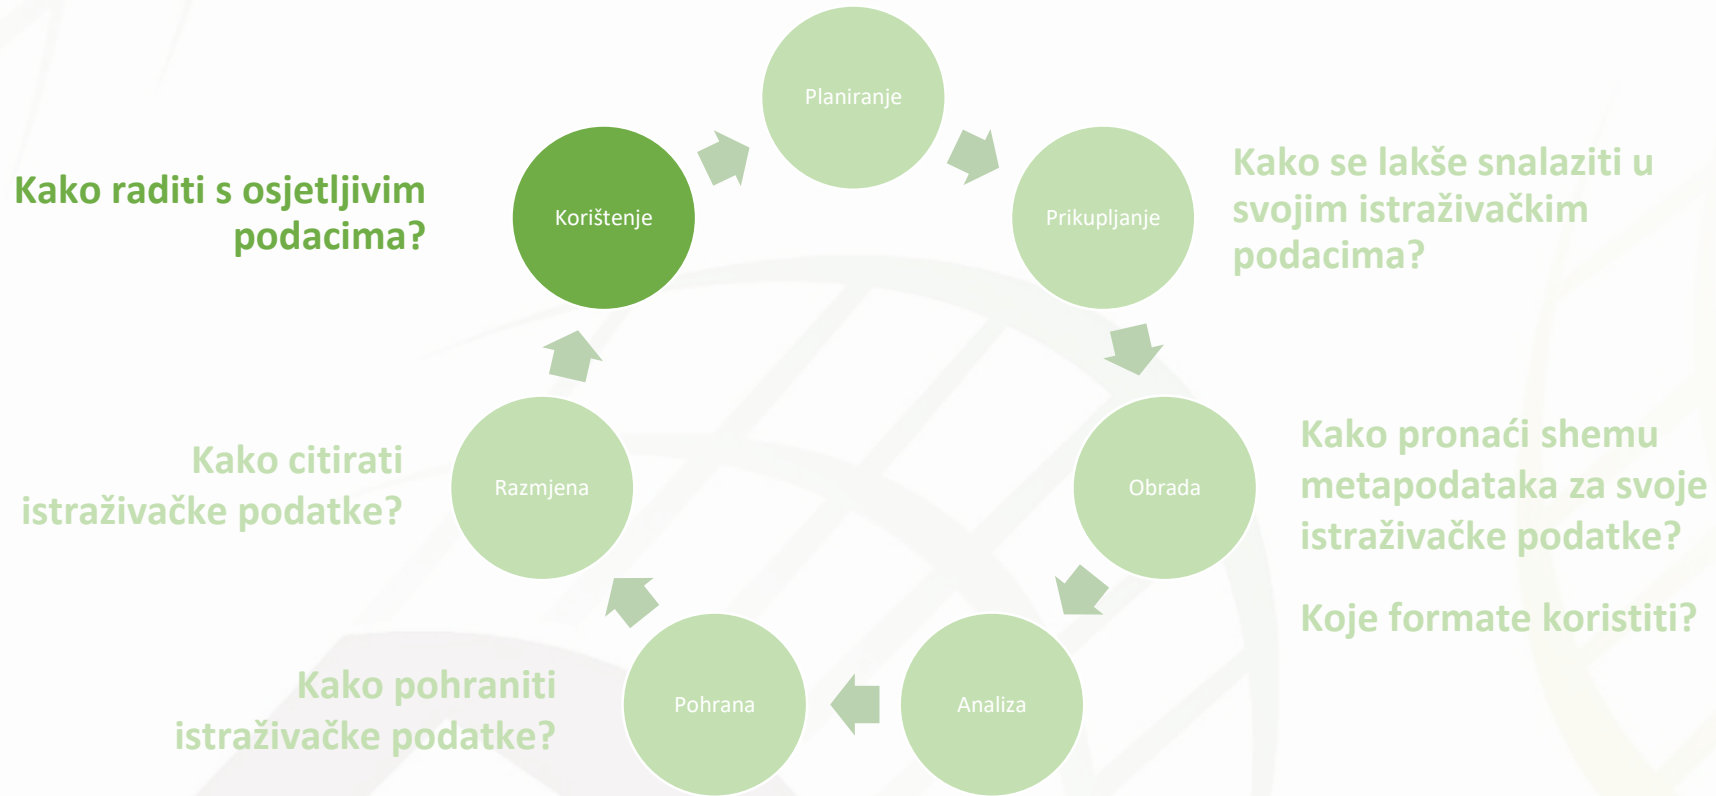 Planiranje
Kako raditi s osjetljivim
podacima?
Korištenje
Prikupljanje
Kako se lakše snalaziti u
svojim istraživačkim
podacima?
Kako citirati
istraživačke podatke?
Razmjena
Obrada
Kako pronaći shemu
metapodataka za svoje
istraživačke podatke?
Koje formate koristiti?
Kako pohraniti
istraživačke podatke?
Pohrana
Analiza